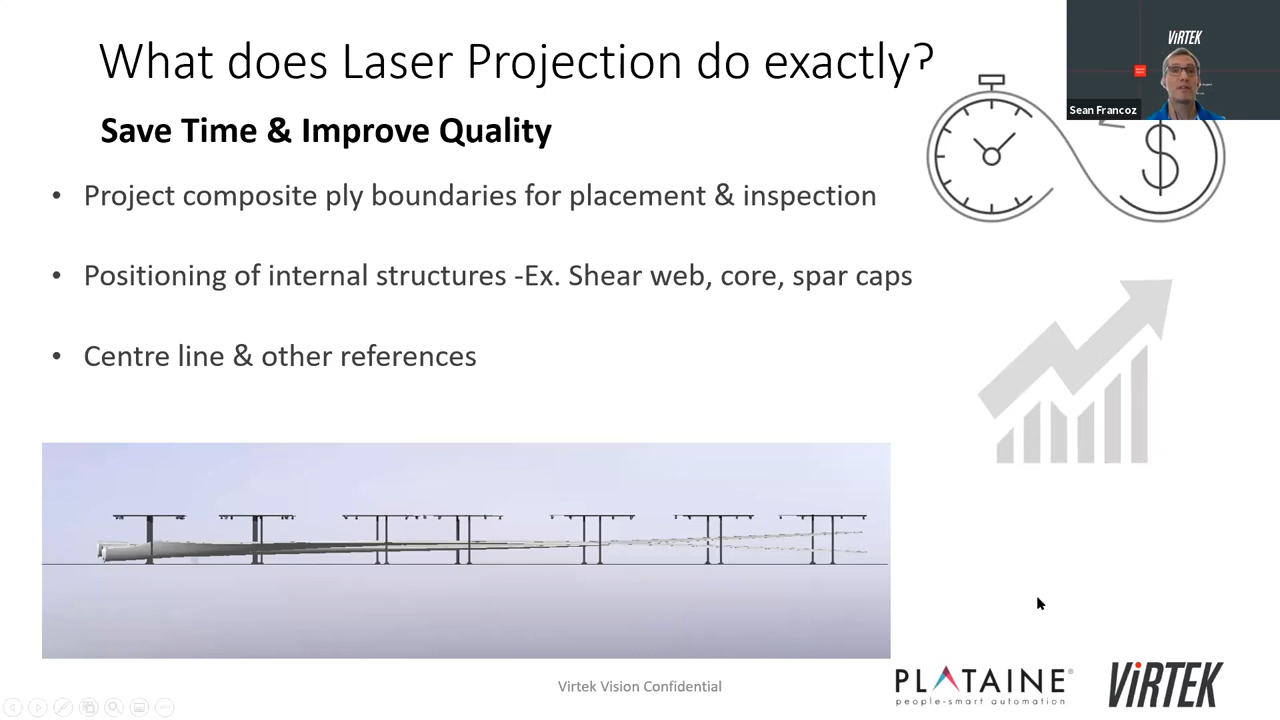 What does Laser Projection do exactly?
ViRTEK
Sean Francoz
Save Time & Improve Quality
$
• Project composite ply boundaries for placement & inspection
• Positioning of internal structures -Ex. Shear web, core, spar caps
• Centre line & other references
Virtek Vision Confidential
PLATAINE®
people-smart automation
ViRTEK